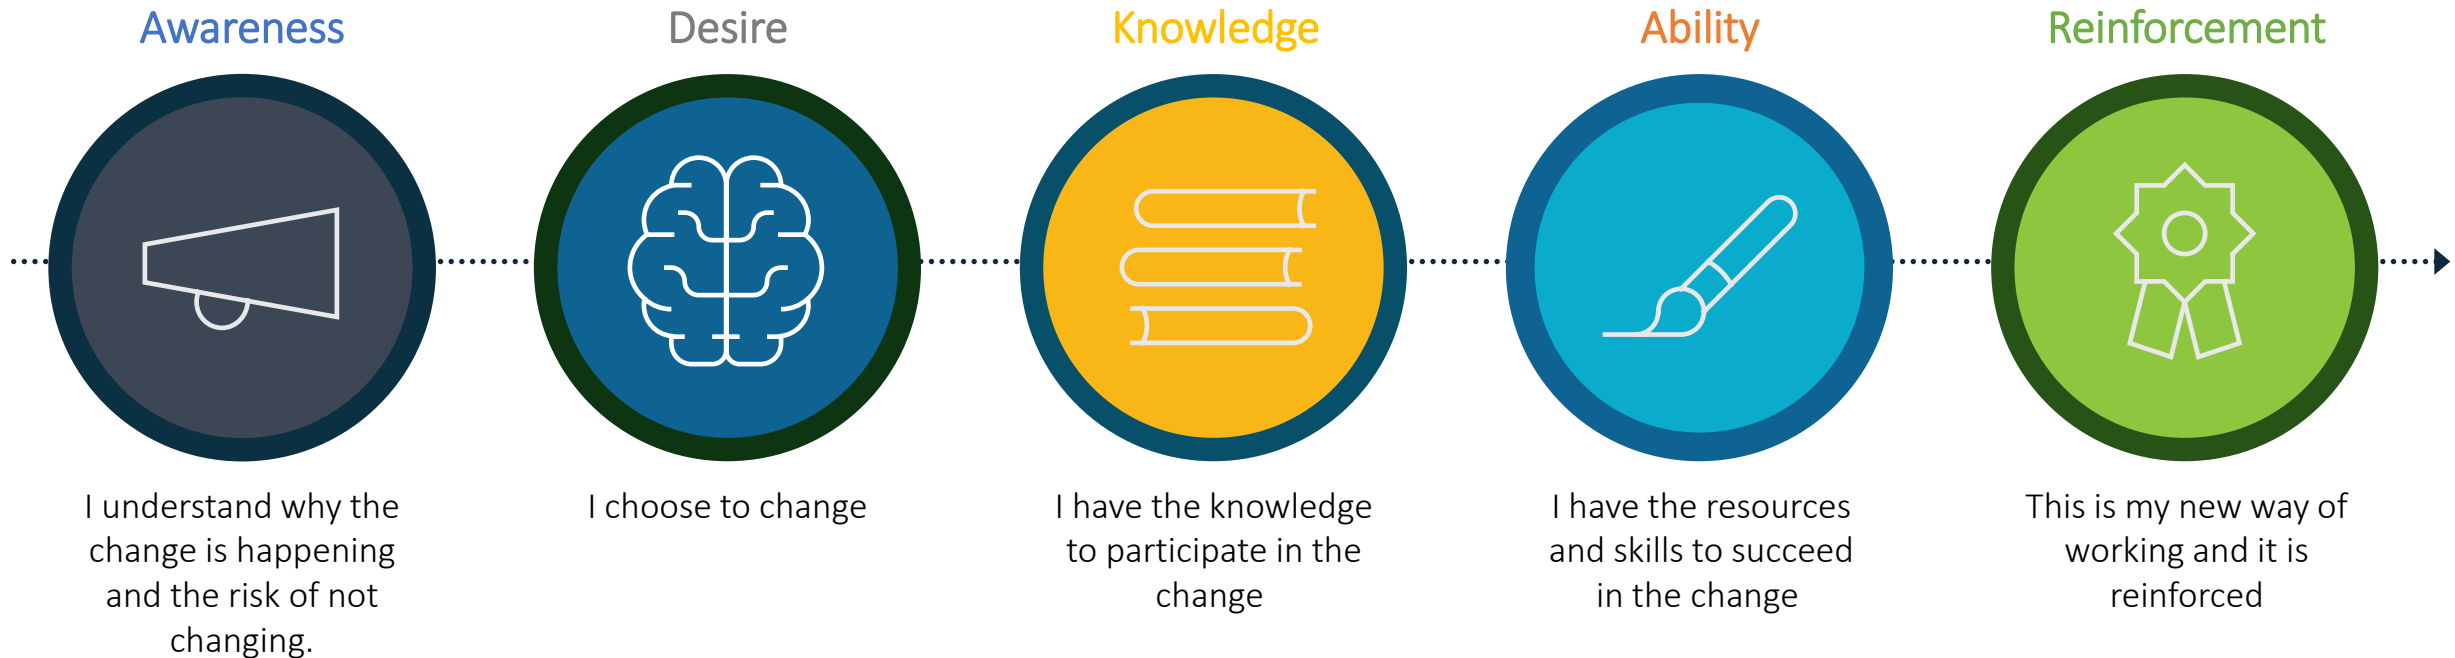 Awareness
I understand why the
change is happening
and the risk of not
changing.
Desire
I choose to change
Knowledge
I have the knowledge
to participate in the
change
Ability
I have the resources
and skills to succeed
in the change
Reinforcement
This is my new way of
working and it is
reinforced